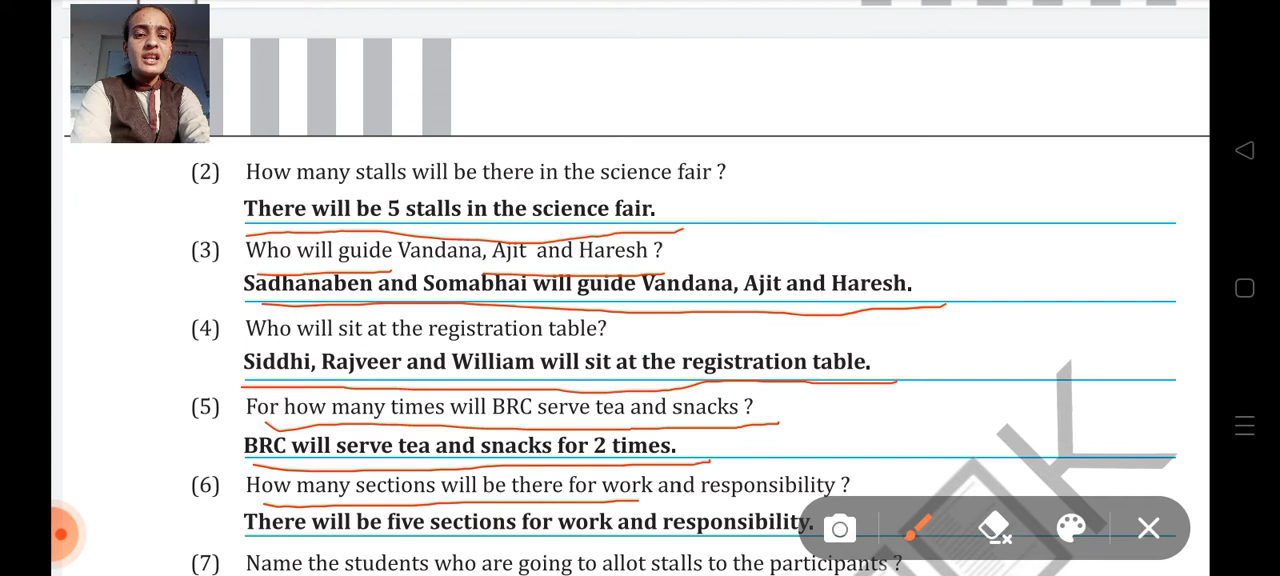 (2) How many stalls will be there in the science fair ?
There will be 5 stalls in the science fair.
(3) Who will guide Vandana, Ajit and Haresh ?
Sadhanaben and Somabhai will guide Vandana, Ajit and Haresh.
(4) Who will sit at the registration table?
Siddhi, Rajveer and William will sit at the registration table.
(5) For how many times will BRC serve tea and snacks ?
BRC will serve tea and snacks for 2 times.
(6) How many sections will be there for work and responsibility ?
There will be five sections for work and responsibility.
(7) Name the students who are going to allot stalls to the participants ?
K